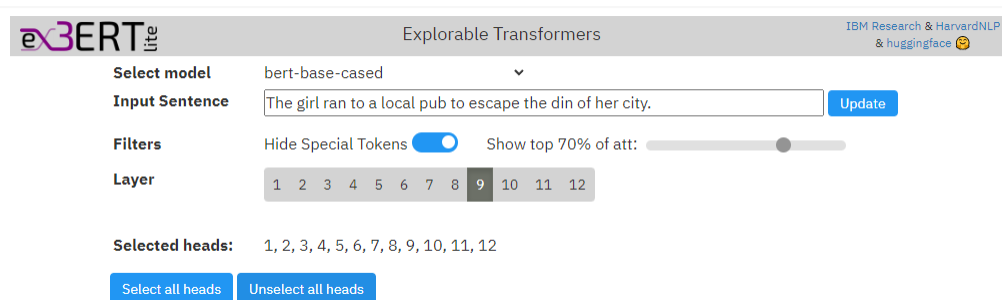 exBERT lite
Explorable Transformers
IBM Research & HarvardNLP
& huggingface 🤗
Select model bert-base-cased
Input Sentence The girl ran to a local pub to escape the din of her city. Update
Filters Hide Special Tokens Show top 70% of att:
Layer 1 2 3 4 5 6 7 8 9 10 11 12
Selected heads: 1, 2, 3, 4, 5, 6, 7, 8, 9, 10, 11, 12
Select all heads Unselect all heads